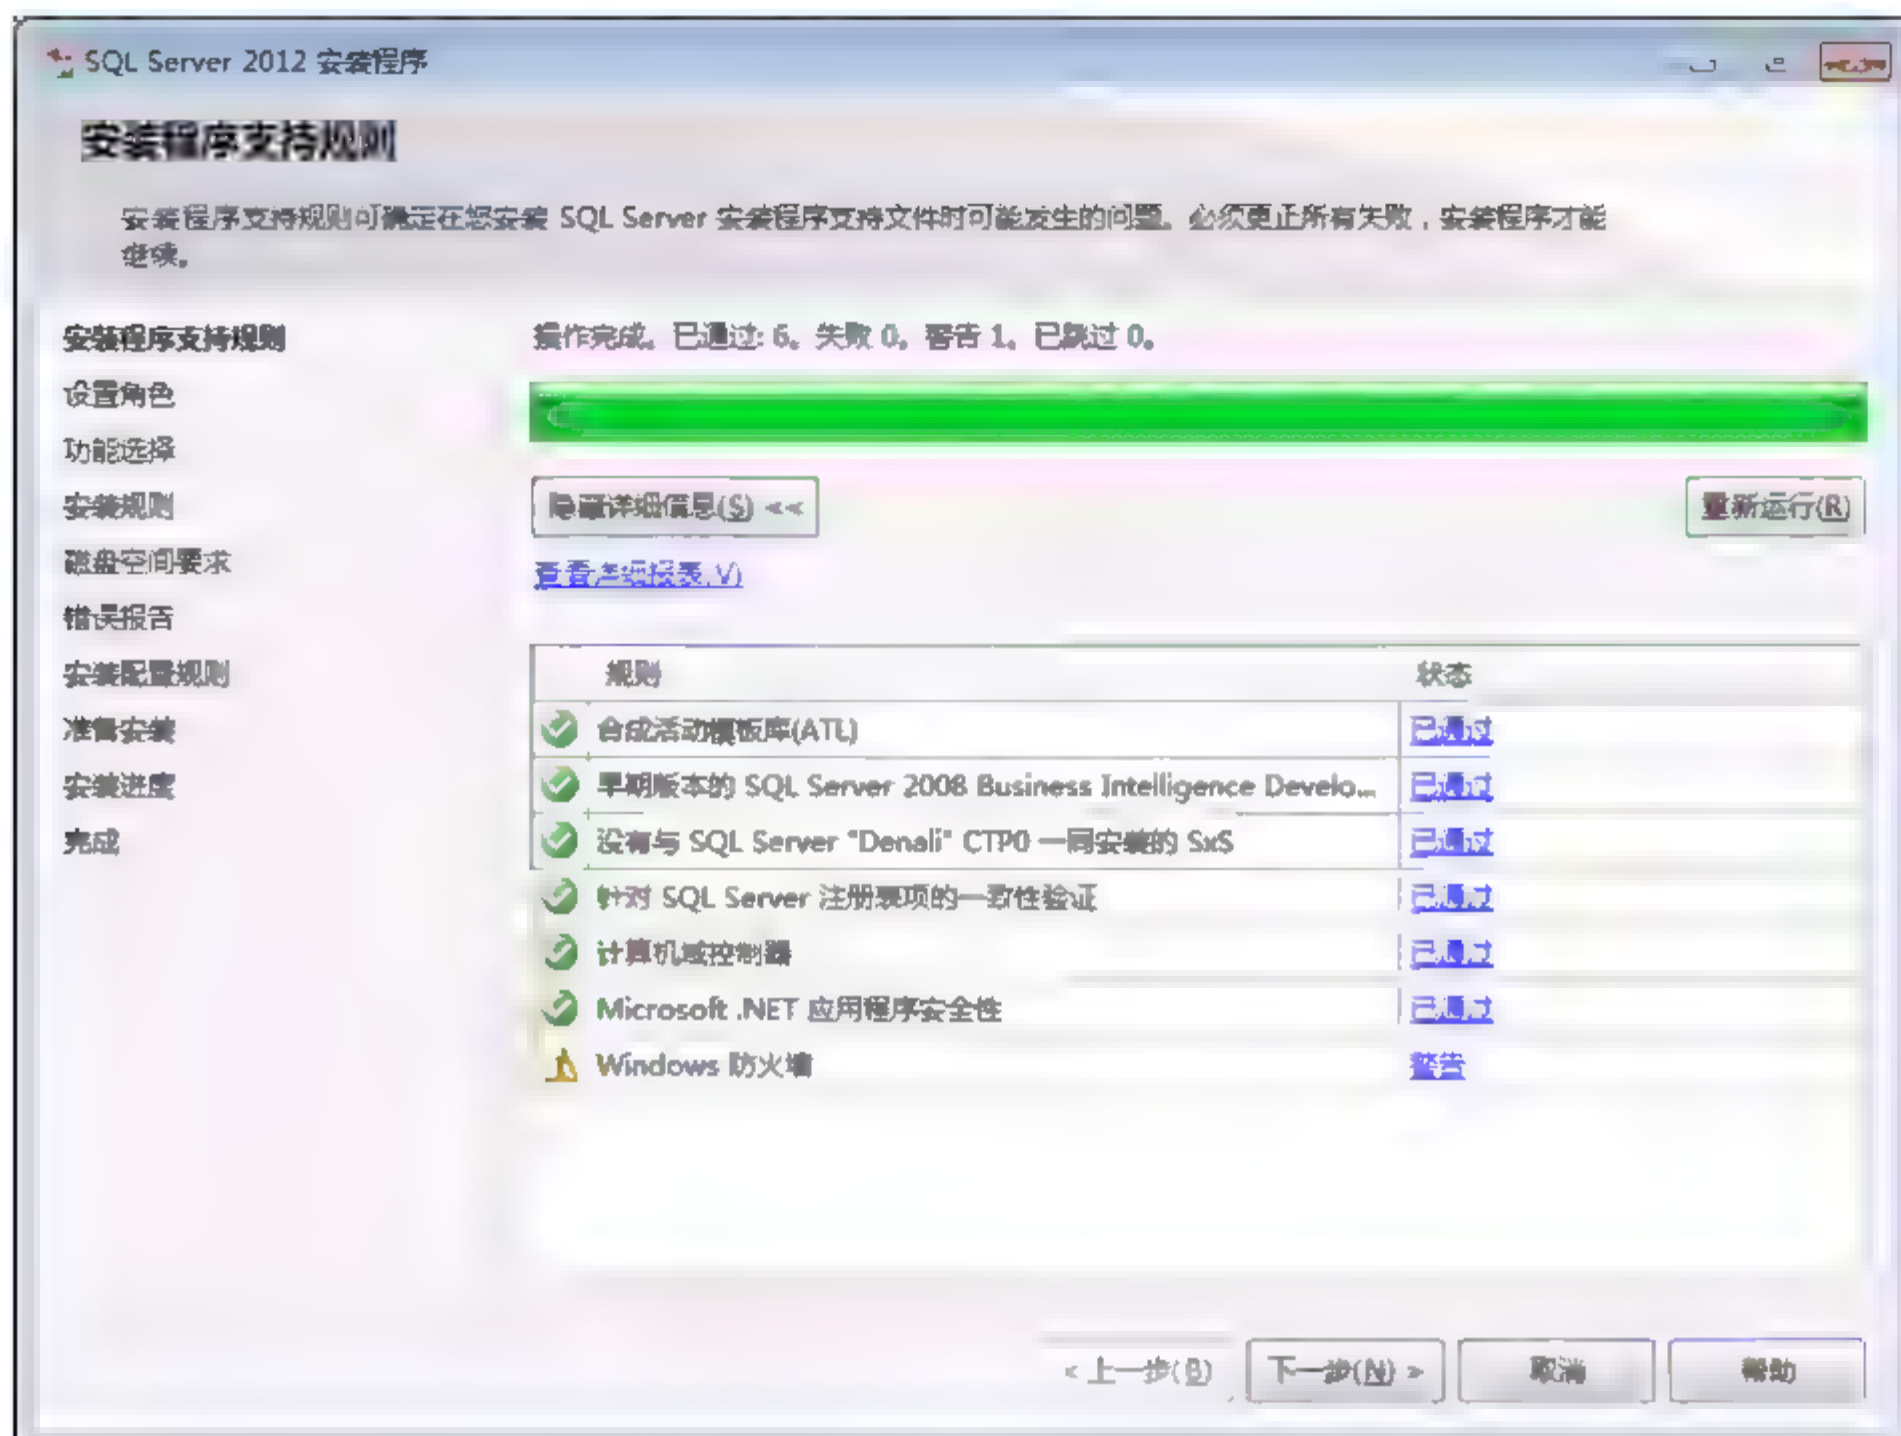 SQL Server 2012 安装程序
安装程序支持规则
安装程序支持规则可确定在您安装 SQL Server 安装程序支持文件时可能发生的问题。必须更正所有失败，安装程序才能
继续。
安装程序支持规则
设置角色
功能选择
安装规则
磁盘空间要求
错误报告
安装配置规则
准备安装
安装进度
完成
操作完成。已通过: 6。失败 0。警告 1。已跳过 0。
隐藏详细信息(S) <<
重新运行(R)
查看详细报表(V)
规则 状态
合成活动模板库(ATL) 已通过
早期版本的 SQL Server 2008 Business Intelligence Develo... 已通过
没有与 SQL Server "Denali" CTP0 一同安装的 SxS 已通过
针对 SQL Server 注册表项的一致性验证 已通过
计算机域控制器 已通过
Microsoft .NET 应用程序安全性 已通过
Windows 防火墙 警告
< 上一步(B) 下一步(N) > 取消 帮助